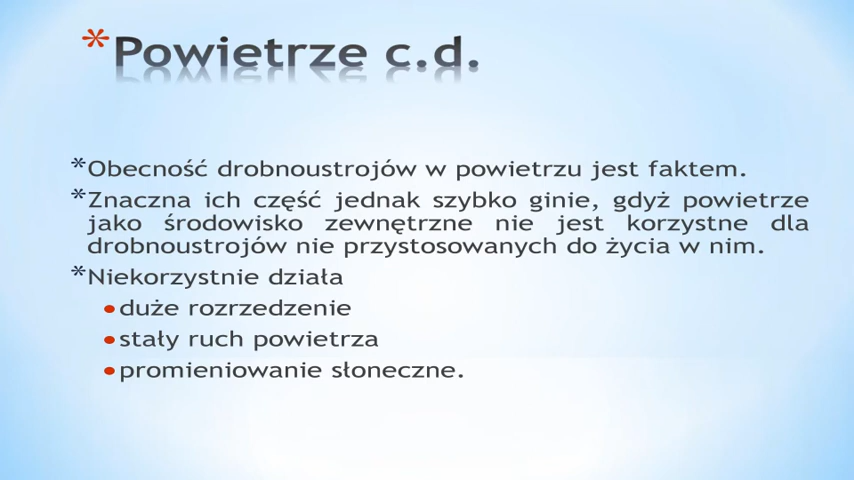 *Powietrze c.d.
*Obecność drobnoustrojów w powietrzu jest faktem.
*Znaczna ich część jednak szybko ginie, gdyż powietrze
jako środowisko zewnętrzne nie jest korzystne dla
drobnoustrojów nie przystosowanych do życia w nim.
*Niekorzystnie działa
•duże rozrzedzenie
•stały ruch powietrza
•promieniowanie słoneczne.